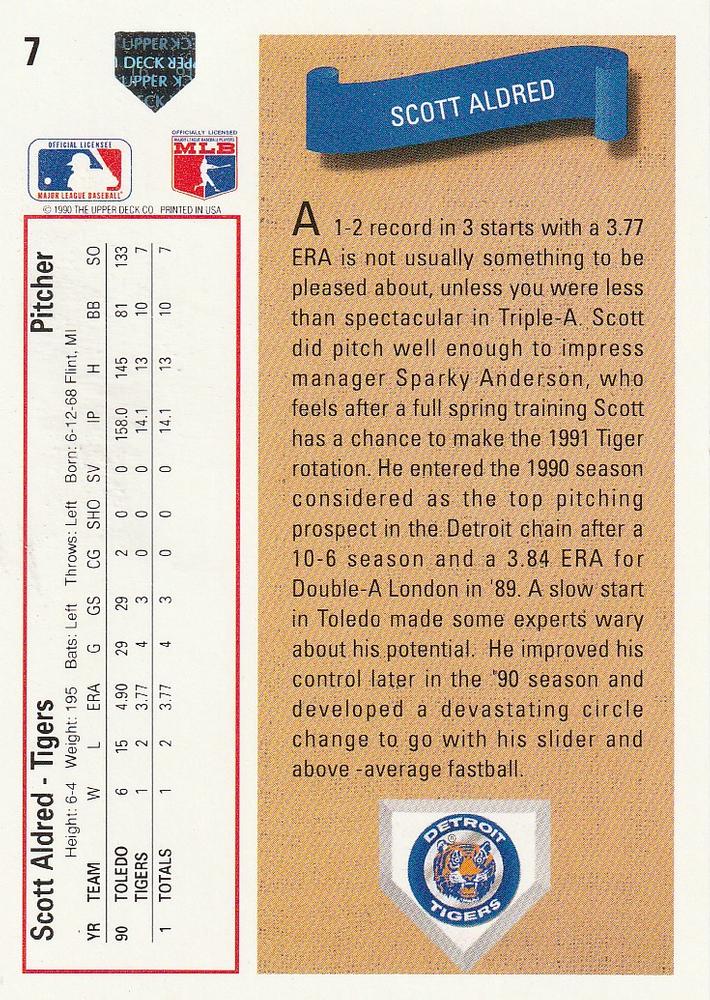 7
UPPER
DECK
UPPER
DECK
OFFICIAL LICENSEE
MAJOR LEAGUE BASEBALL
OFFICIALLY LICENSED
MAJOR LEAGUE BASEBALL PLAYERS
MLB
© 1990 THE UPPER DECK CO. PRINTED IN USA
Scott Aldred - Tigers Pitcher
Height: 6-4 Weight: 195 Bats: Left Throws: Left Born: 6-12-68 Flint, MI
YR TEAM W L ERA G GS CG SHO SV IP H BB SO
90 TOLEDO 6 15 4.90 29 29 2 0 0 158.0 145 81 133
TIGERS 1 2 3.77 4 3 0 0 0 14.1 13 10 7
1 TOTALS 1 2 3.77 4 3 0 0 0 14.1 13 10 7
SCOTT ALDRED
A 1-2 record in 3 starts with a 3.77
ERA is not usually something to be
pleased about, unless you were less
than spectacular in Triple-A. Scott
did pitch well enough to impress
manager Sparky Anderson, who
feels after a full spring training Scott
has a chance to make the 1991 Tiger
rotation. He entered the 1990 season
considered as the top pitching
prospect in the Detroit chain after a
10-6 season and a 3.84 ERA for
Double-A London in '89. A slow start
in Toledo made some experts wary
about his potential. He improved his
control later in the '90 season and
developed a devastating circle
change to go with his slider and
above -average fastball.
DETROIT
TIGERS